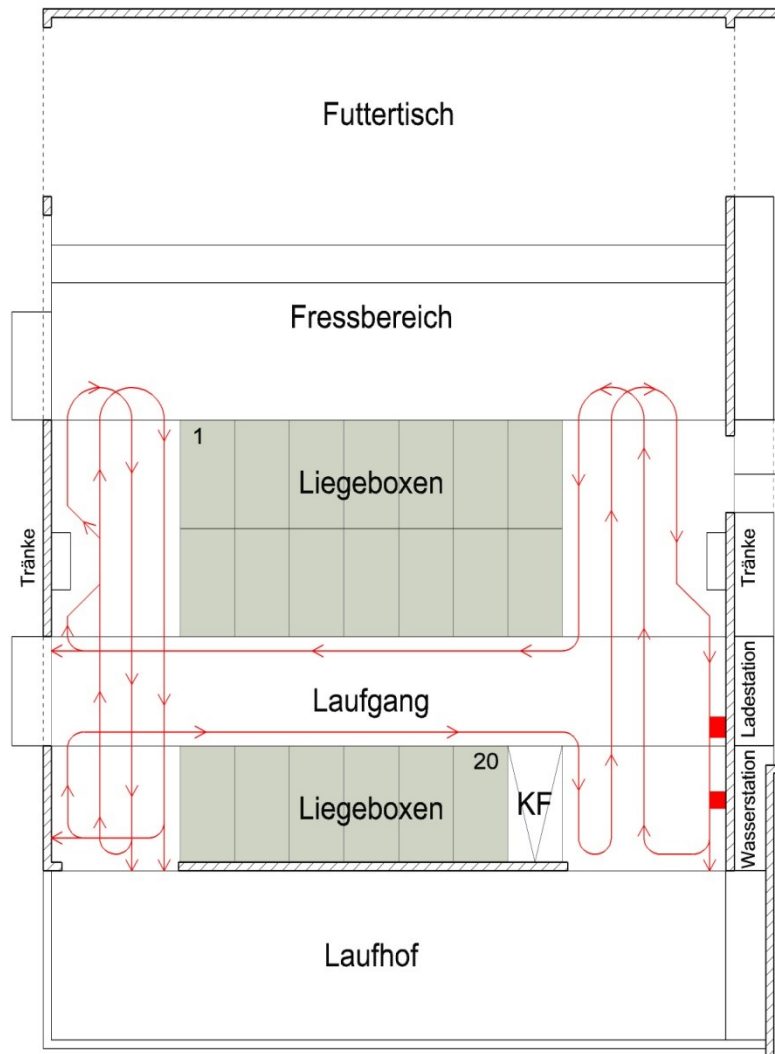 Futtertisch
Fressbereich
1
Liegeboxen
Tränke
Tränke
Laufgang
Ladestation
20
Liegeboxen
KF
Wasserstation
Laufhof